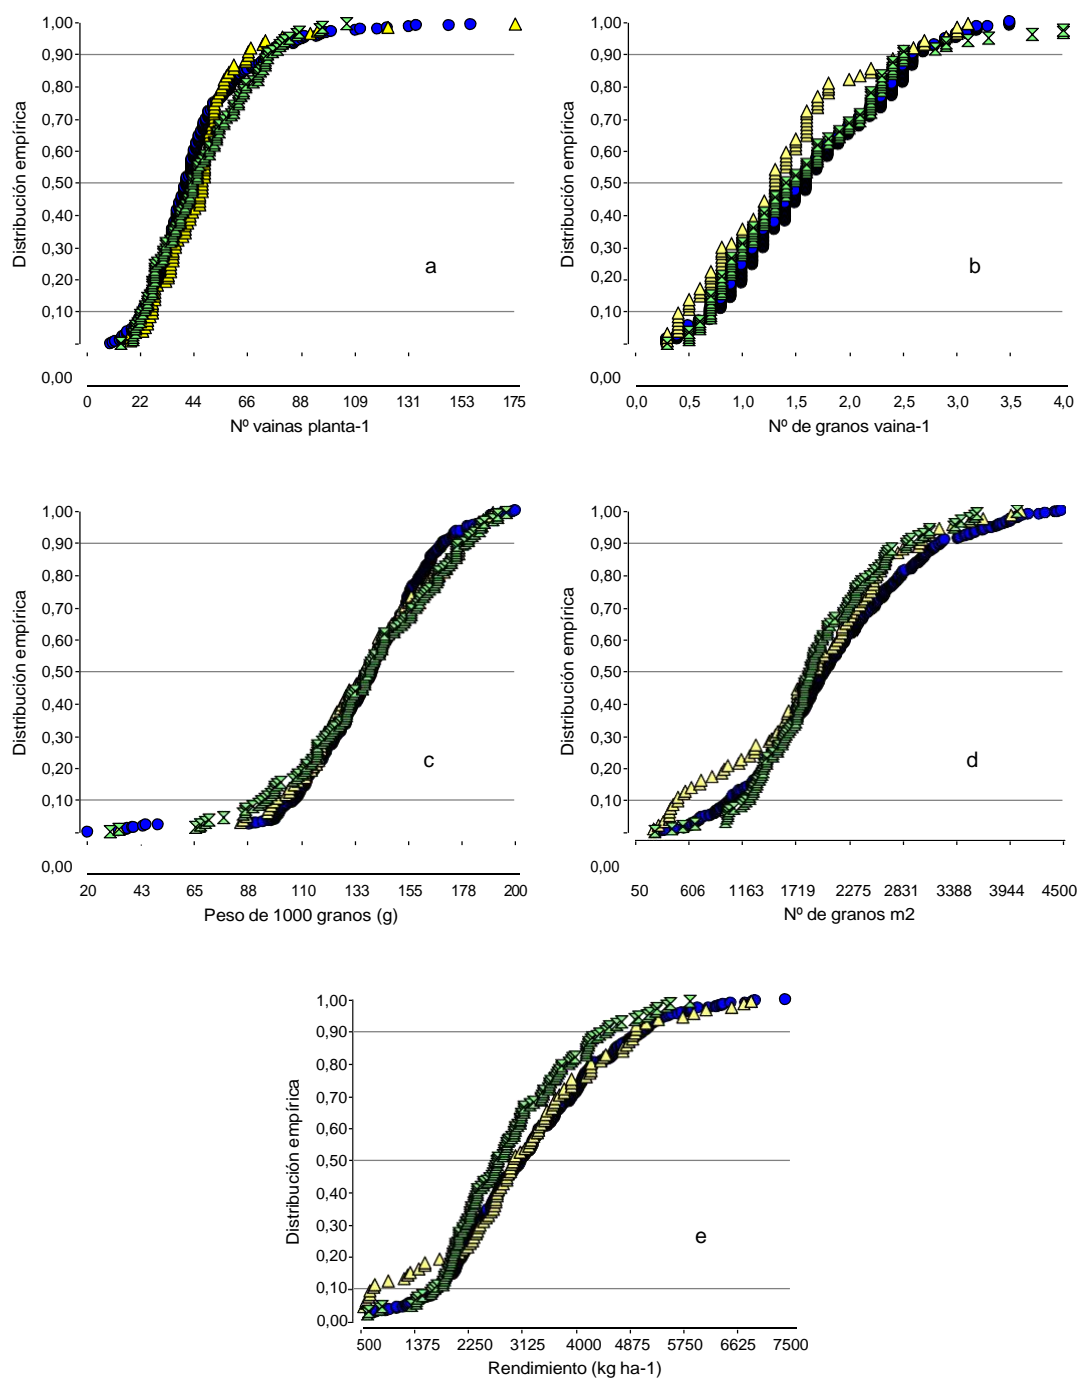 1,00
0,90
0,80
0,70
0,60
0,50
0,40
0,30
0,20
0,10
0,00
Distribución empírica
a
0 22 44 66 88 109 131 153 175
Nº vainas planta-1
1,00
0,90
0,80
0,70
0,60
0,50
0,40
0,30
0,20
0,10
0,00
Distribución empírica
b
0,0 0,5 1,0 1,5 2,0 2,5 3,0 3,5 4,0
Nº de granos vaina-1
1,00
0,90
0,80
0,70
0,60
0,50
0,40
0,30
0,20
0,10
0,00
Distribución empírica
c
20 43 65 88 110 133 155 178 200
Peso de 1000 granos (g)
1,00
0,90
0,80
0,70
0,60
0,50
0,40
0,30
0,20
0,10
0,00
Distribución empírica
d
50 606 1163 1719 2275 2831 3388 3944 4500
Nº de granos m2
1,00
0,90
0,80
0,70
0,60
0,50
0,40
0,30
0,20
0,10
0,00
Distribución empírica
e
500 1375 2250 3125 4000 4875 5750 6625 7500
Rendimiento (kg ha-1)